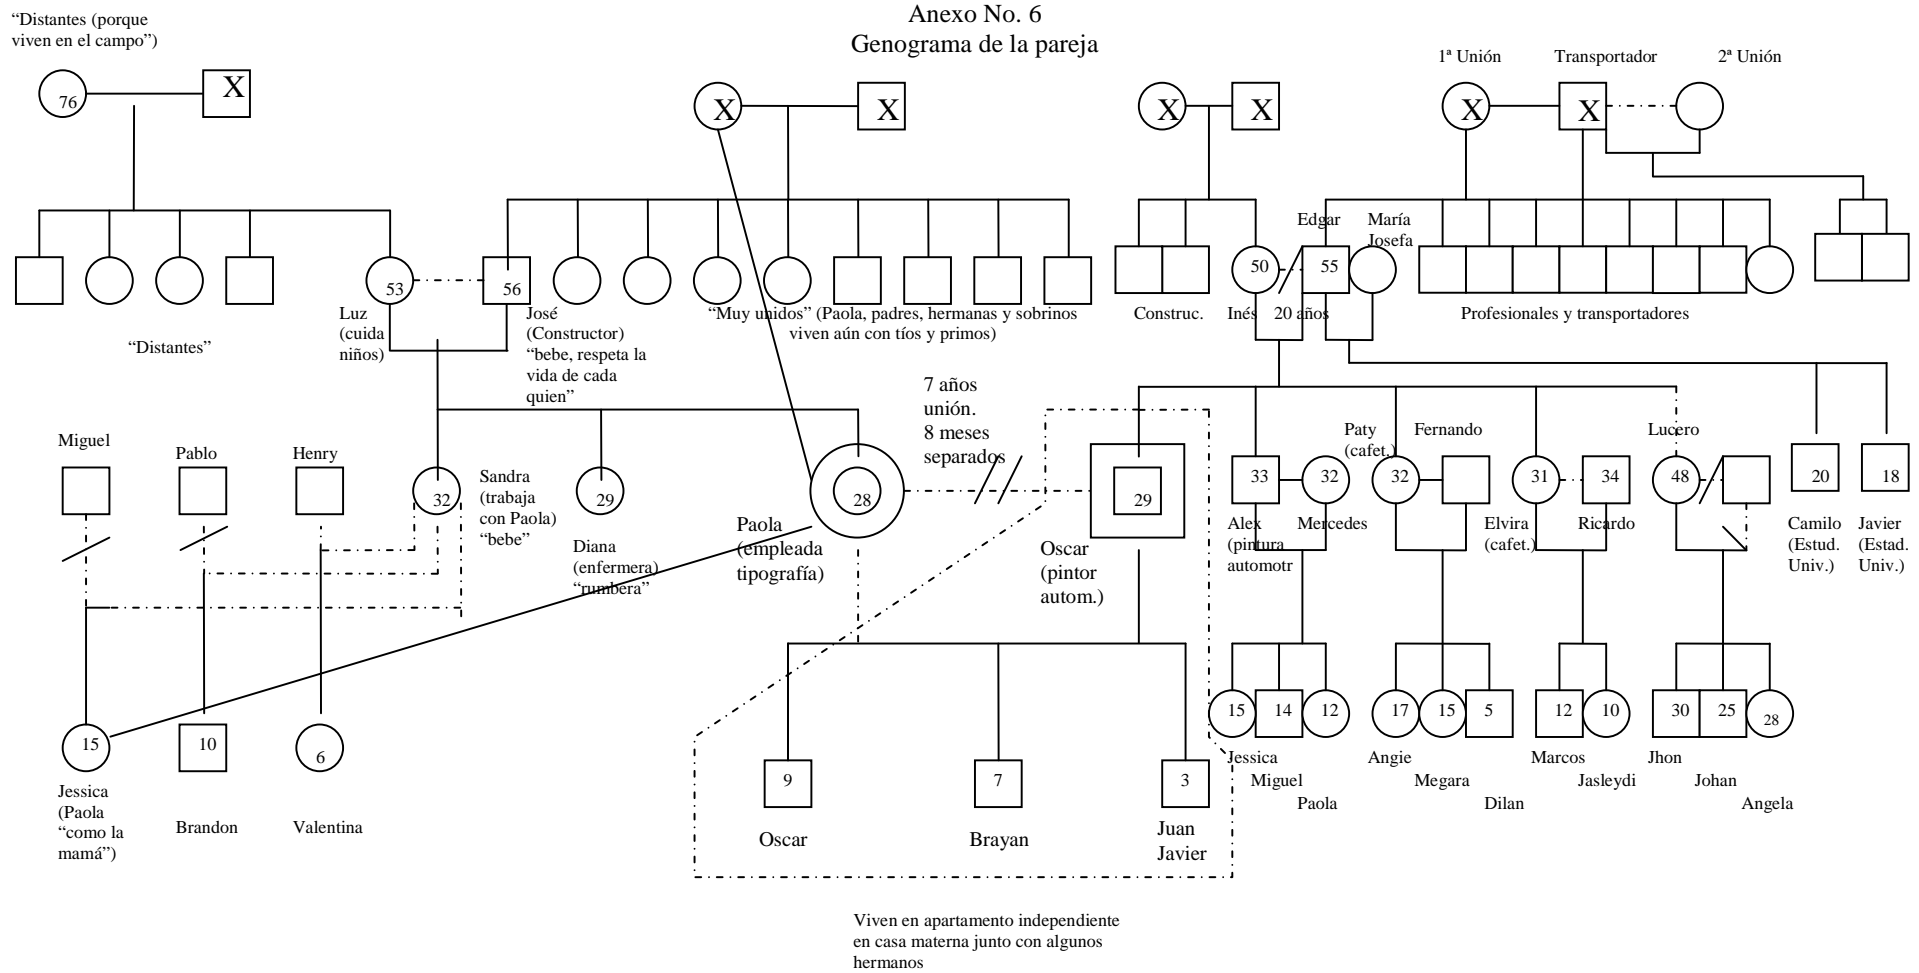 “Distantes (porque
viven en el campo”)
Anexo No. 6
Genograma de la pareja
1ª Unión
Transportador
2ª Unión
76
X
X
X
X
X
X
X
Edgar
María
Josefa
53
56
50
55
Luz
(cuida
niños)
José
(Constructor)
“bebe, respeta la
vida de cada
quien”
“Muy unidos” (Paola, padres, hermanas y sobrinos
viven aún con tíos y primos)
Construc.
Inés
20 años
Profesionales y transportadores
“Distantes”
7 años
unión.
8 meses
separados
Miguel
Pablo
Henry
32
Sandra
(trabaja
con Paola)
“bebe”
29
Diana
(enfermera)
“rumbera”
28
Paola
(empleada
tipografía)
29
Oscar
(pintor
autom.)
33
Alex
(pintura
automotr
32
Mercedes
Paty
(cafet.)
32
Fernando
31
Elvira
(cafet.)
34
Ricardo
Lucero
48
20
Camilo
(Estud.
Univ.)
18
Javier
(Estad.
Univ.)
15
Jessica
(Paola
“como la
mamá”)
10
Brandon
6
Valentina
9
Oscar
7
Brayan
3
Juan
Javier
15
14
12
Jessica
Miguel
Paola
17
15
5
Angie
Megara
Dilan
12
10
Marcos
Jasleydi
30
25
28
Jhon
Johan
Angela
Viven en apartamento independiente
en casa materna junto con algunos
hermanos